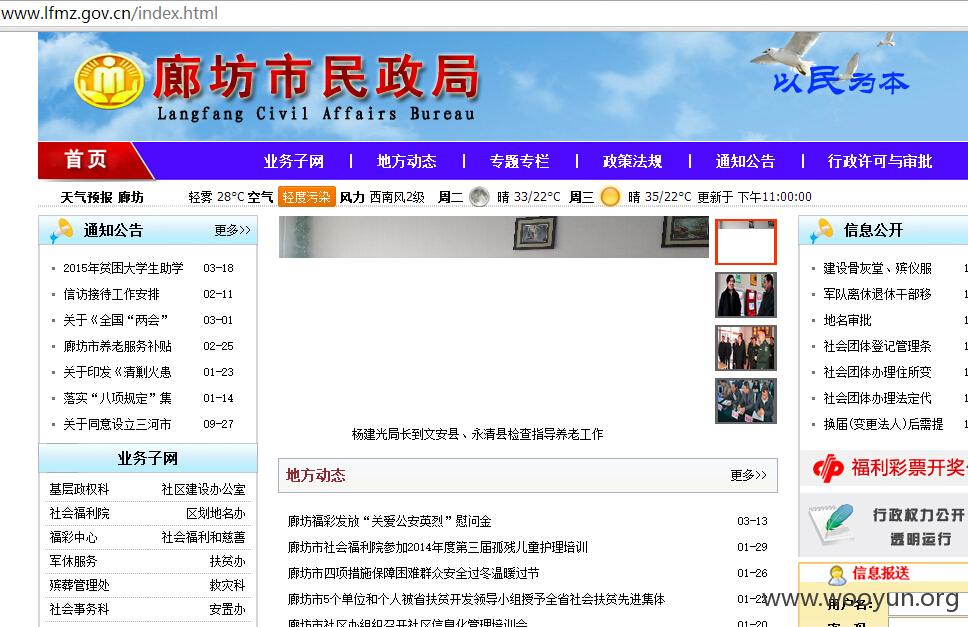 www.lfmz.gov.cn/index.html
廊坊市民政局
Langfang Civil Affairs Bureau
以民为本
首页
业务子网 | 地方动态 | 专题专栏 | 政策法规 | 通知公告 | 行政许可与审批
天气预报 廊坊 轻雾 28°C 空气 轻度污染 风力 西南风2级 周二 晴 33/22°C 周三 晴 35/22°C 更新于 下午11:00:00
通知公告 更多>>
2015年贫困大学生助学 03-18
信访接待工作安排 02-11
关于《全国“两会” 03-01
廊坊市养老服务补贴 02-25
关于印发《清剿火患 01-23
落实“八项规定”集 01-14
关于同意设立三河市 09-27
业务子网
基层政权科 社区建设办公室
社会福利院 区划地名办
福彩中心 社会福利和慈善
军休服务 扶贫办
殡葬管理处 救灾科
社会事务科 安置办
杨建光局长到文安县、永清县检查指导养老工作
地方动态 更多>>
廊坊福彩发放“关爱公安英烈”慰问金 03-13
廊坊市社会福利院参加2014年度第三届孤残儿童护理培训 01-29
廊坊市四项措施保障困难群众安全过冬温暖过节 01-26
廊坊市5个单位和个人被省扶贫开发领导小组授予全省社会扶贫先进集体 01-22
廊坊市社区办组织召开社区信息化管理培训会 01-20
信息公开
建设骨灰堂、殡仪服
军队离休退休干部移
地名审批
社会团体登记管理条
社会团体办理住所变
社会团体办理法定代
换届(变更法人)后需提
福利彩票开奖
行政权力公开
透明运行
信息报送
用户名:
www.wooyun.org